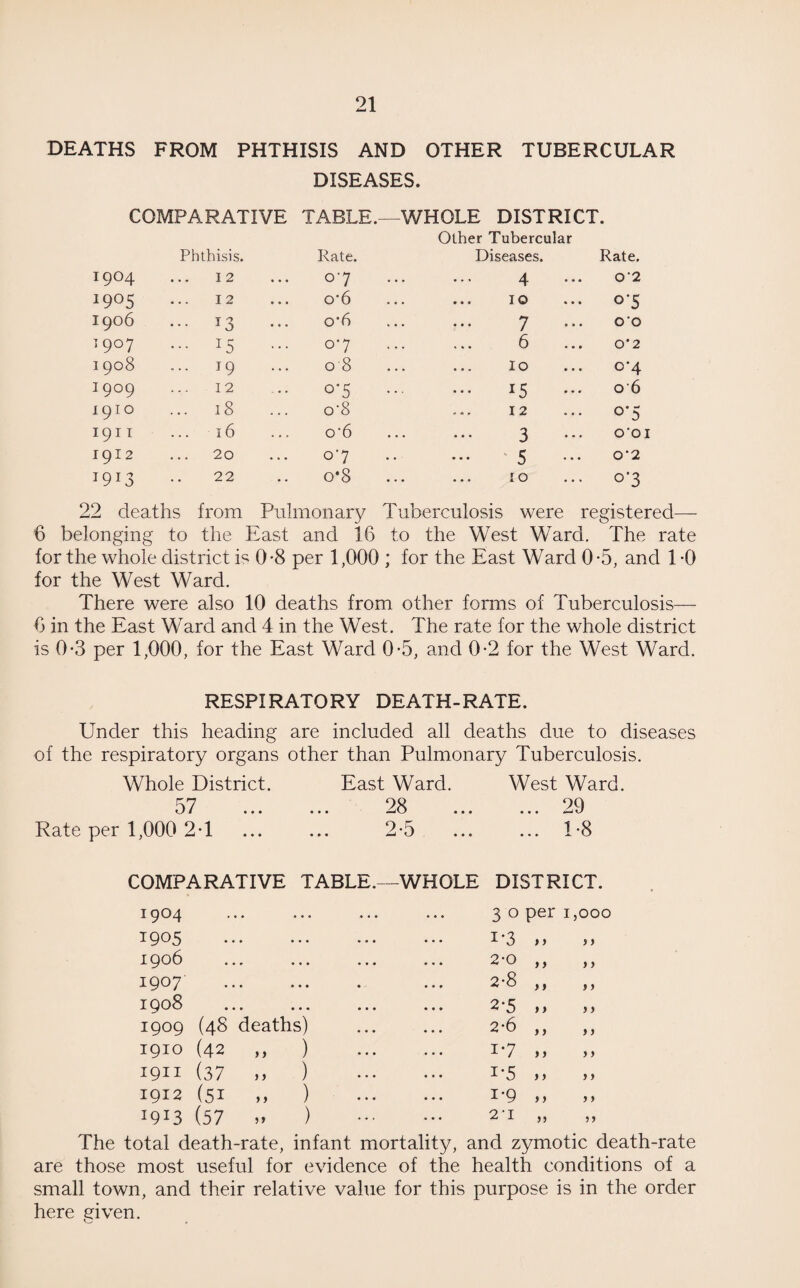 21
DEATHS FROM PHTHISIS AND OTHER TUBERCULAR
DISEASES.
COMPARATIVE TABLE.—WHOLE DISTRICT.
Other Tubercular
Phthisis. Rate. Diseases. Rate.
1904 ... 12 ... 0·7 ... ... 4 ... 0·2
1905 ... 12 ... 0·6 ... ... 10 ... 0·5
1906 ... 13 ... 0·6 ... ... 7 ... 0·0
1907 ... 15 ... 0·7 ... ... 6 ... 0·2
1908 ... 19 ... 0 8 ... ... 10 ... 0·4
1909 ... 12 .. 0·5 ... ... 15 ... 0 6
1910 ... 18 ... 0·8 ... 12 ... 0·5
1911 ... 16 ... 0·6 ... ... 3 ... 0·01
1912 ... 20 ... 0·7 .. ... 5 ... 0·2
1913 .. 22 .. 0·8 ... ... 10 ... 0·3
22 deaths from Pulmonary Tuberculosis were registered—
6 belonging to the East and 16 to the West Ward. The rate
for the whole district is 0·8 per 1,000 ; for the East Ward 0·5, and 1·0
for the West Ward.
There were also 10 deaths from other forms of Tuberculosis—
6 in the East Ward and 4 in the West. The rate for the whole district
is 0·3 per 1,000, for the East Ward 0·5, and 0·2 for the West Ward.
RESPIRATORY DEATH-RATE.
Under this heading are included all deaths due to diseases
of the respiratory organs other than Pulmonary Tuberculosis.
Whole District. East Ward. West Ward.
57 ... ... 28 ... ... 29
Rate per 1,000 2·1 ... ... 2·5 ... ... 1·8
COMPARATIVE TABLE.—WHOLE DISTRICT.
1904 ... ... ... ... 3 0 per 1,000
1905 ... ... ... ... 1·3 ,, ,,
1906 ... ... ... ... 2·0 ,, ,,
1907 ... ... . ... 2·8 ,, ,,
1908 ... ... ... ... 2·5 ,, ,,
1909 (48 deaths) ... ... 2·6 ,, ,,
1910 (42 ,, ) ... ... 1·7 ,, ,,
1911 (37 ,, ) ... ... 1·5 ,, ,,
1912 (51 ,, ) ... ... 1·9 ,, ,,
1913 (57 ,, ) ... ... 2·1 ,, ,,
The total death-rate, infant mortality, and zymotic death-rate
are those most useful for evidence of the health conditions of a
small town, and their relative value for this purpose is in the order
here given.